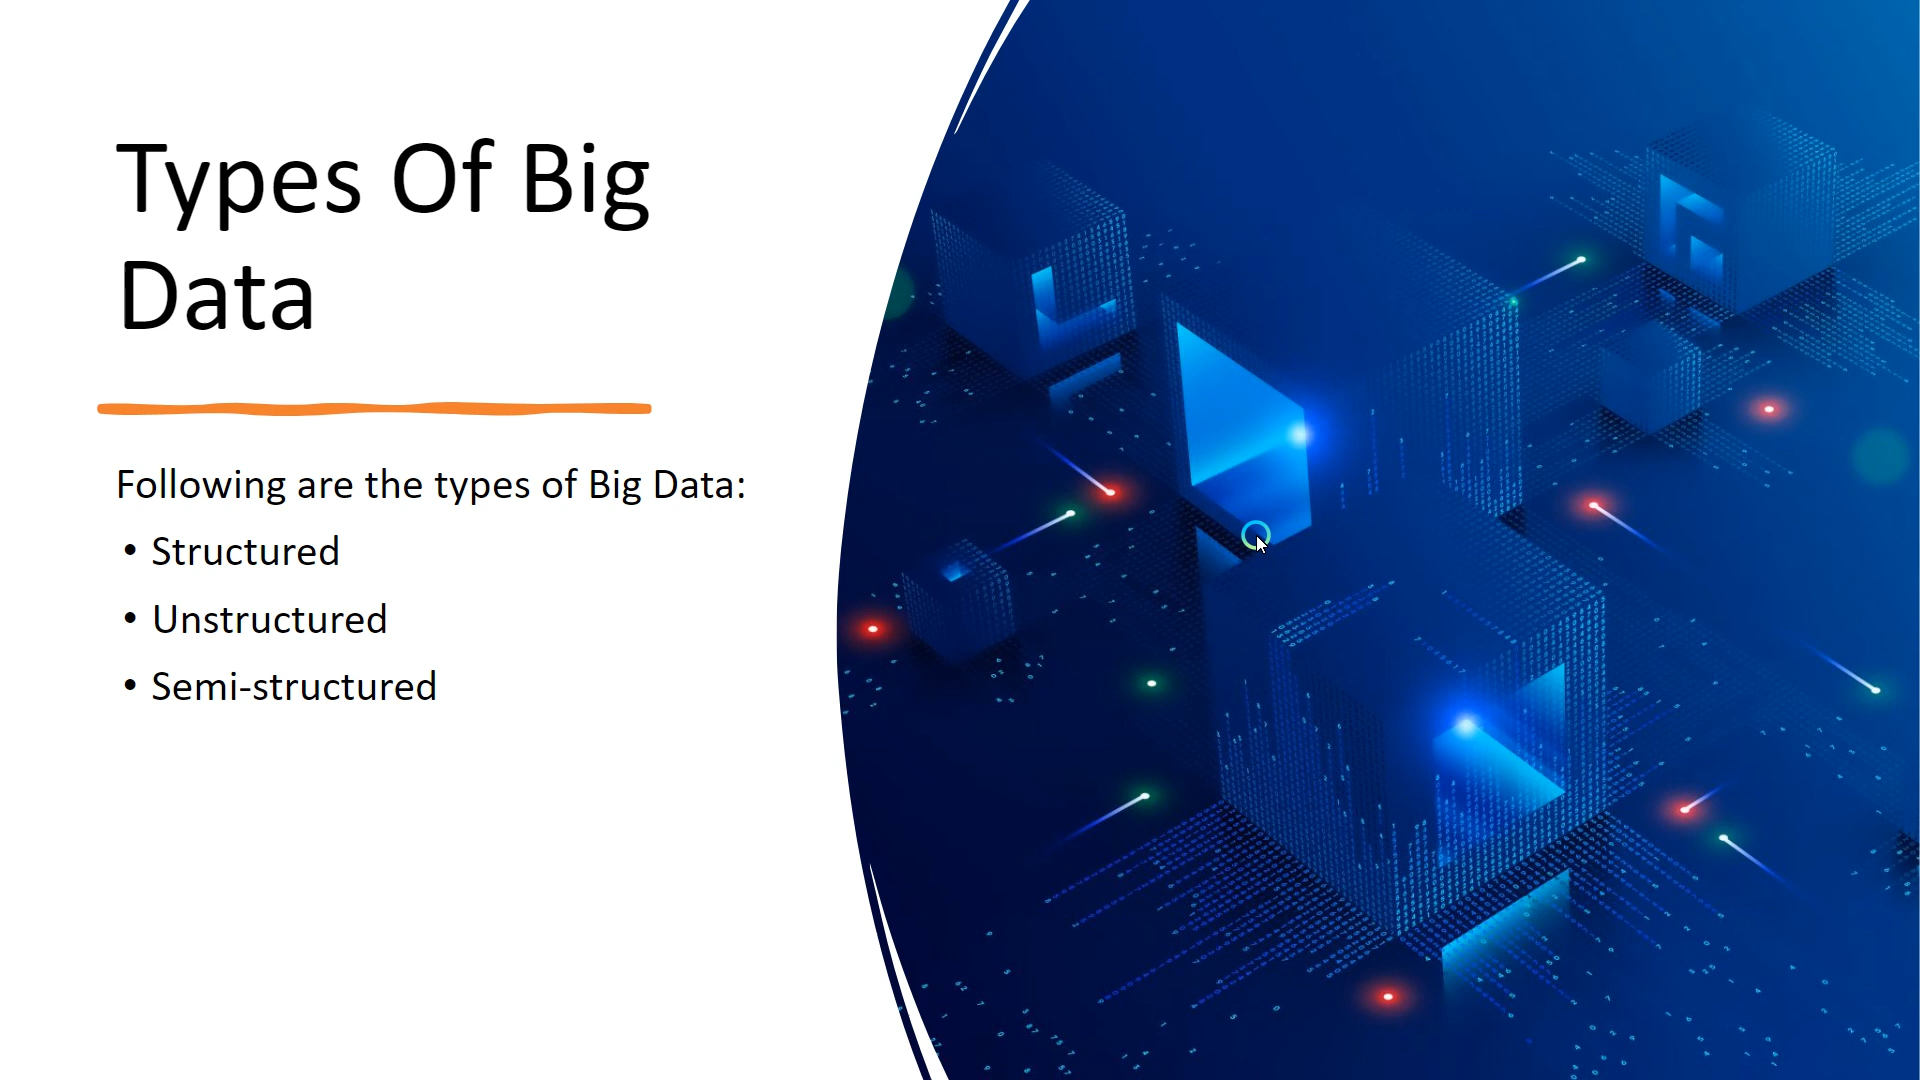 Types Of Big
Data
Following are the types of Big Data:
• Structured
• Unstructured
• Semi-structured